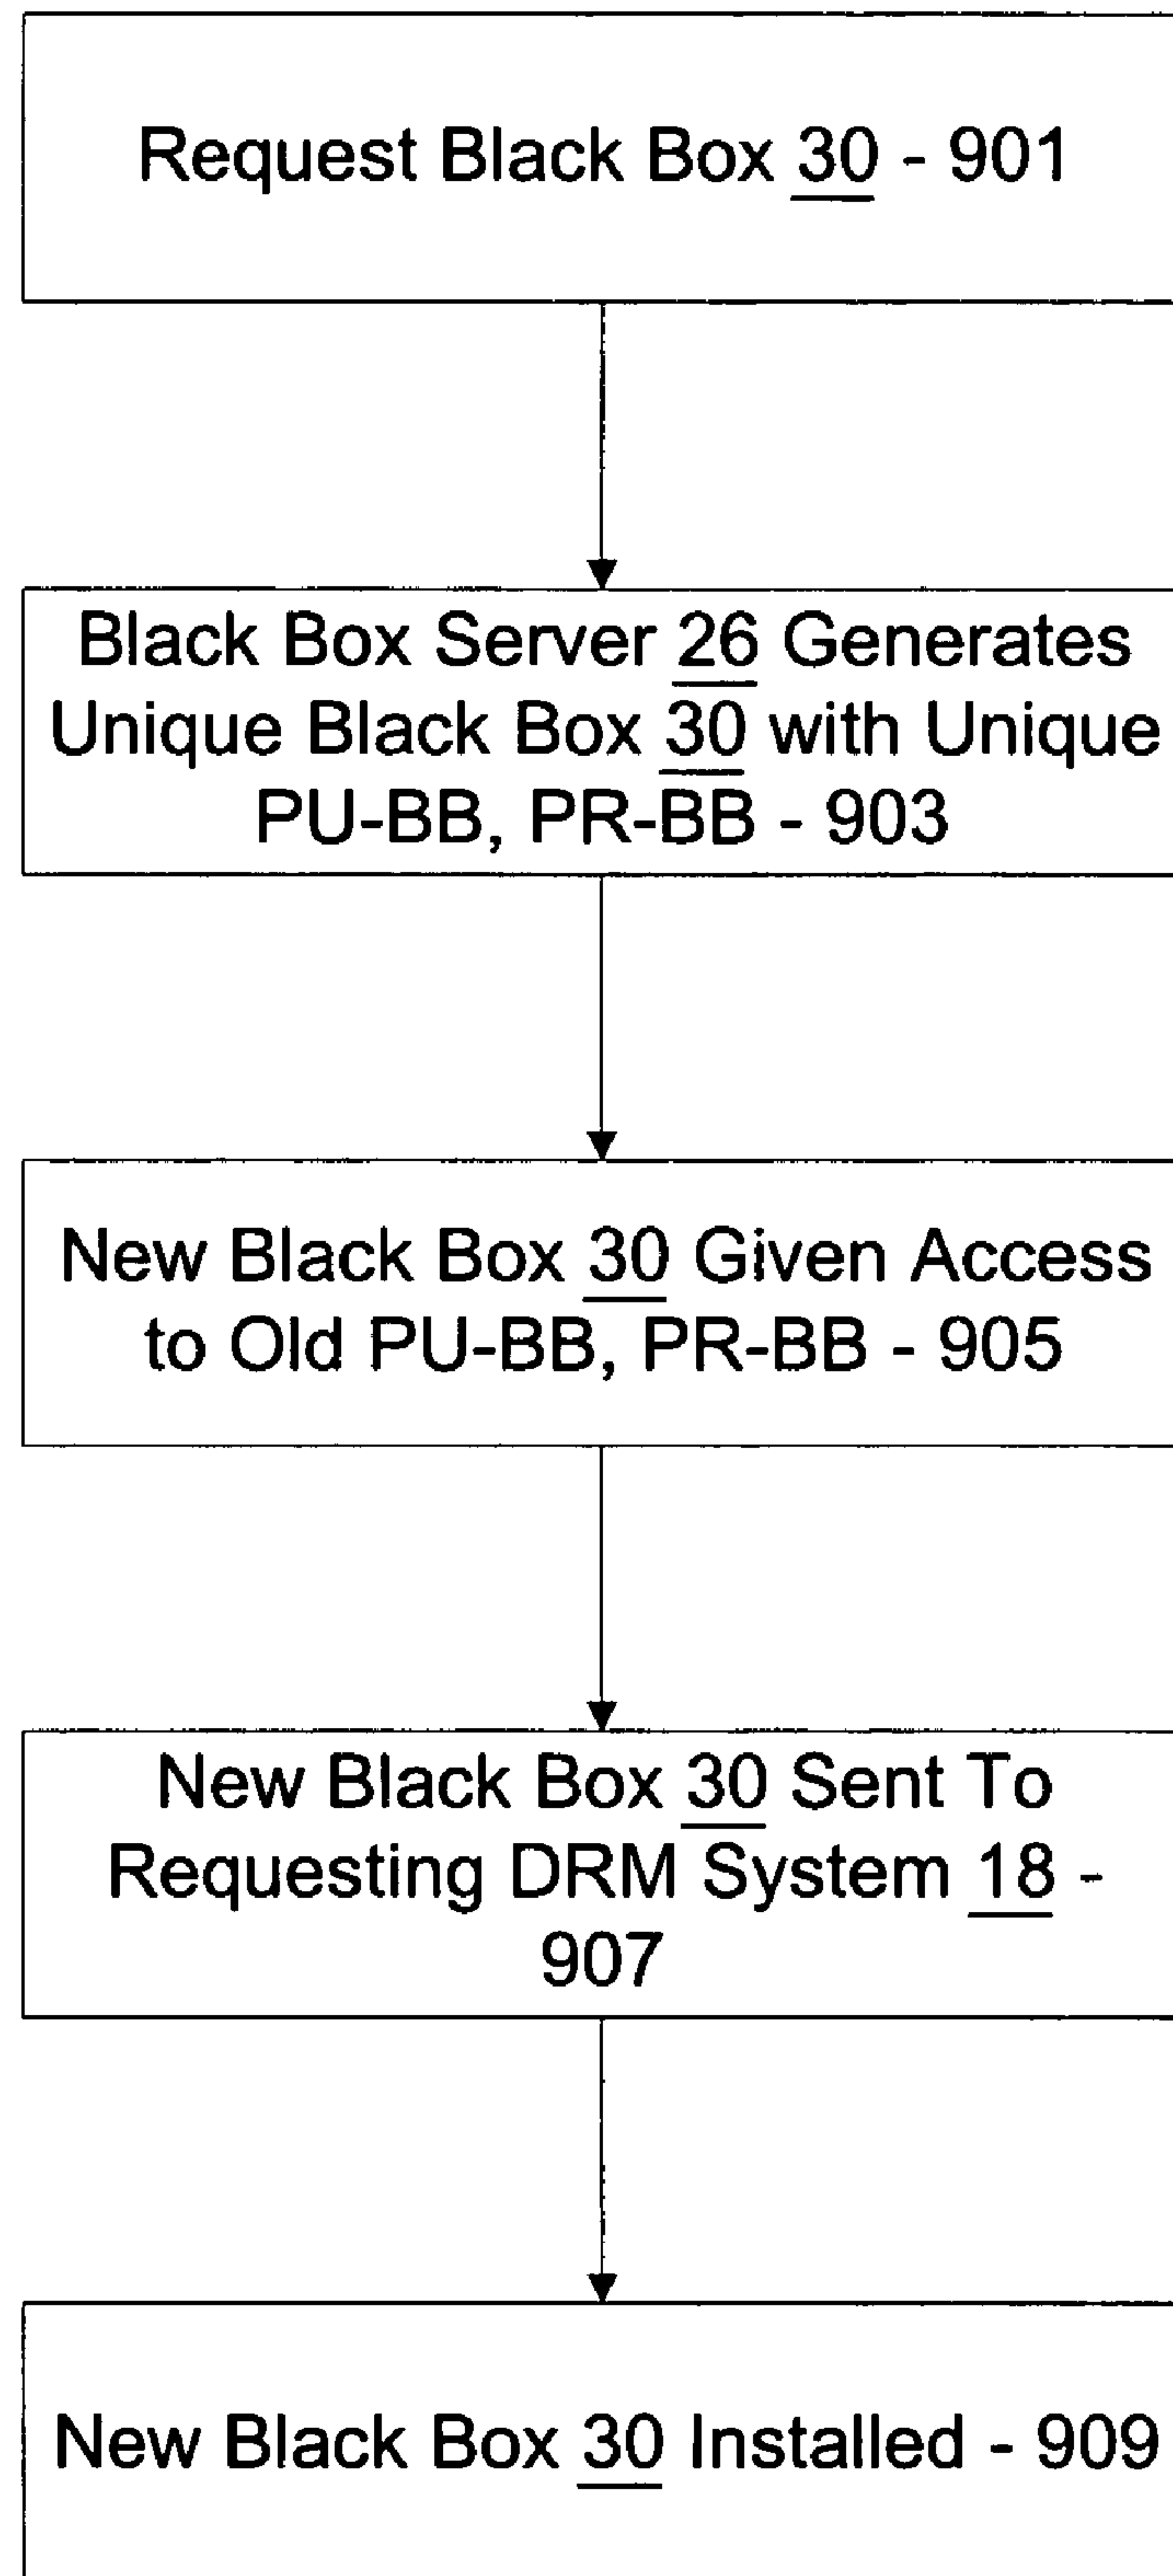 Request Black Box 30 - 901
Black Box Server 26 Generates
Unique Black Box 30 with Unique
PU-BB, PR-BB - 903
New Black Box 30 Given Access
to Old PU-BB, PR-BB - 905
New Black Box 30 Sent To
Requesting DRM System 18 -
907
New Black Box 30 Installed - 909